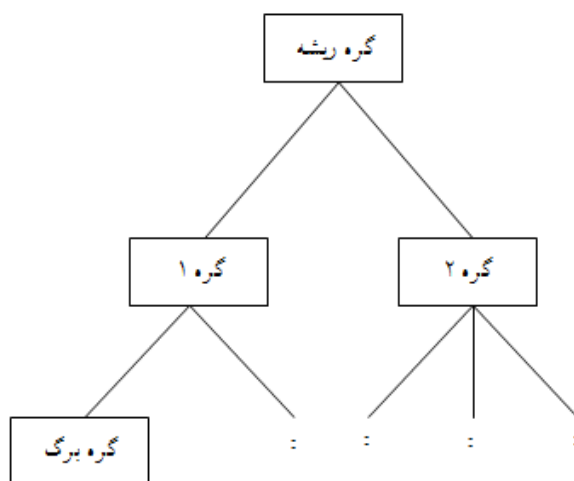 گره ریشه
گره ۲
گره ۱
گره برگ
: : : :